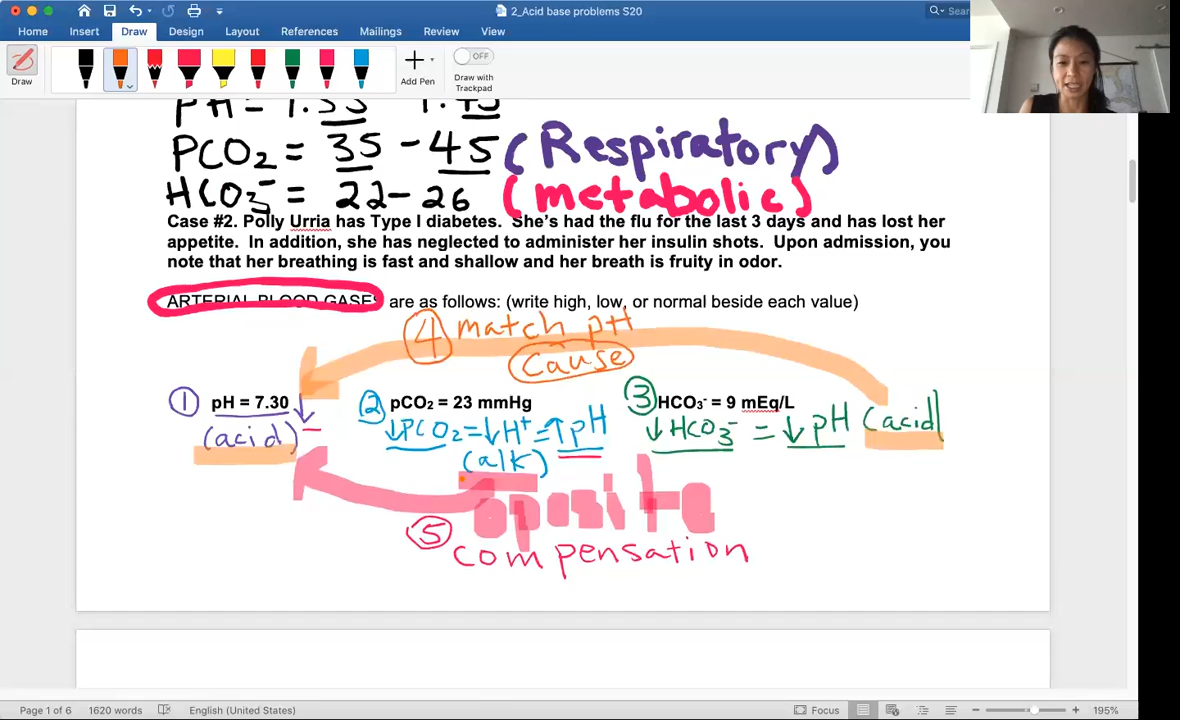 2_Acid base problems S20
Home Insert Draw Design Layout References Mailings Review View
OFF
Draw Add Pen Draw with
Trackpad
PCO2 = 35 - 45 (Respiratory)
HCO3- = 22 - 26 (metabolic)
Case #2. Polly Urria has Type I diabetes. She's had the flu for the last 3 days and has lost her
appetite. In addition, she has neglected to administer her insulin shots. Upon admission, you
note that her breathing is fast and shallow and her breath is fruity in odor.
ARTERIAL BLOOD GASES are as follows: (write high, low, or normal beside each value)
4 match pH
cause
1 pH = 7.30 ↓ 2 pCO2 = 23 mmHg 3 HCO3- = 9 mEq/L
(acid) ↓PCO2 = ↓H+ = ↑pH ↓HCO3- = ↓pH (acid)
(alk)
oposite
5 compensation
Page 1 of 6 1620 words English (United States) Focus 195%